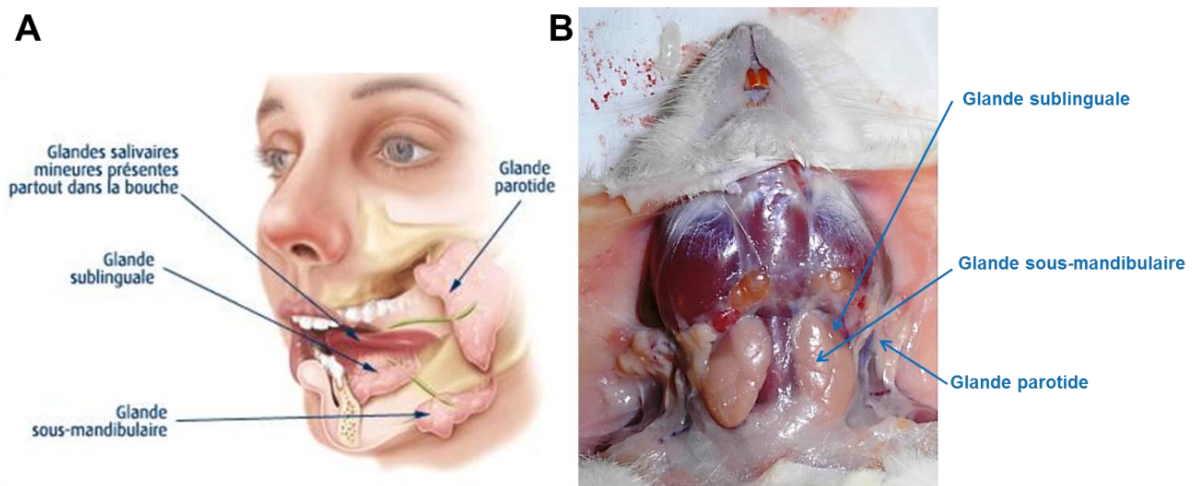 A
B
Glandes salivaires
mineures présentes
partout dans la bouche
Glande
parotide
Glande
sublinguale
Glande
sous-mandibulaire
Glande sublinguale
Glande sous-mandibulaire
Glande parotide